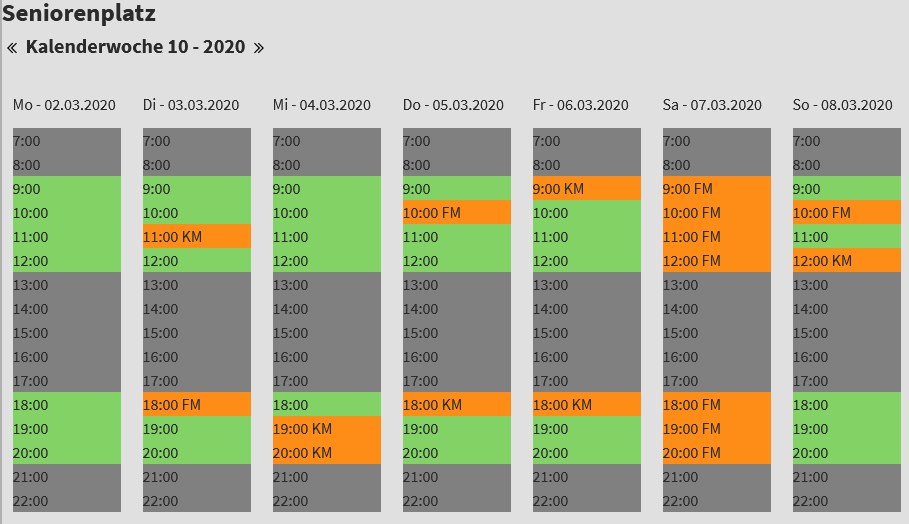 Seniorenplatz
« Kalenderwoche 10 - 2020 »
Mo - 02.03.2020 Di - 03.03.2020 Mi - 04.03.2020 Do - 05.03.2020 Fr - 06.03.2020 Sa - 07.03.2020 So - 08.03.2020
7:00 7:00 7:00 7:00 7:00 7:00 7:00
8:00 8:00 8:00 8:00 8:00 8:00 8:00
9:00 9:00 9:00 9:00 9:00 KM 9:00 FM 9:00
10:00 10:00 10:00 10:00 FM 10:00 10:00 FM 10:00 FM
11:00 11:00 KM 11:00 11:00 11:00 11:00 FM 11:00
12:00 12:00 12:00 12:00 12:00 12:00 FM 12:00 KM
13:00 13:00 13:00 13:00 13:00 13:00 13:00
14:00 14:00 14:00 14:00 14:00 14:00 14:00
15:00 15:00 15:00 15:00 15:00 15:00 15:00
16:00 16:00 16:00 16:00 16:00 16:00 16:00
17:00 17:00 17:00 17:00 17:00 17:00 17:00
18:00 18:00 FM 18:00 18:00 KM 18:00 KM 18:00 FM 18:00
19:00 19:00 19:00 KM 19:00 19:00 19:00 FM 19:00
20:00 20:00 20:00 KM 20:00 20:00 20:00 FM 20:00
21:00 21:00 21:00 21:00 21:00 21:00 21:00
22:00 22:00 22:00 22:00 22:00 22:00 22:00